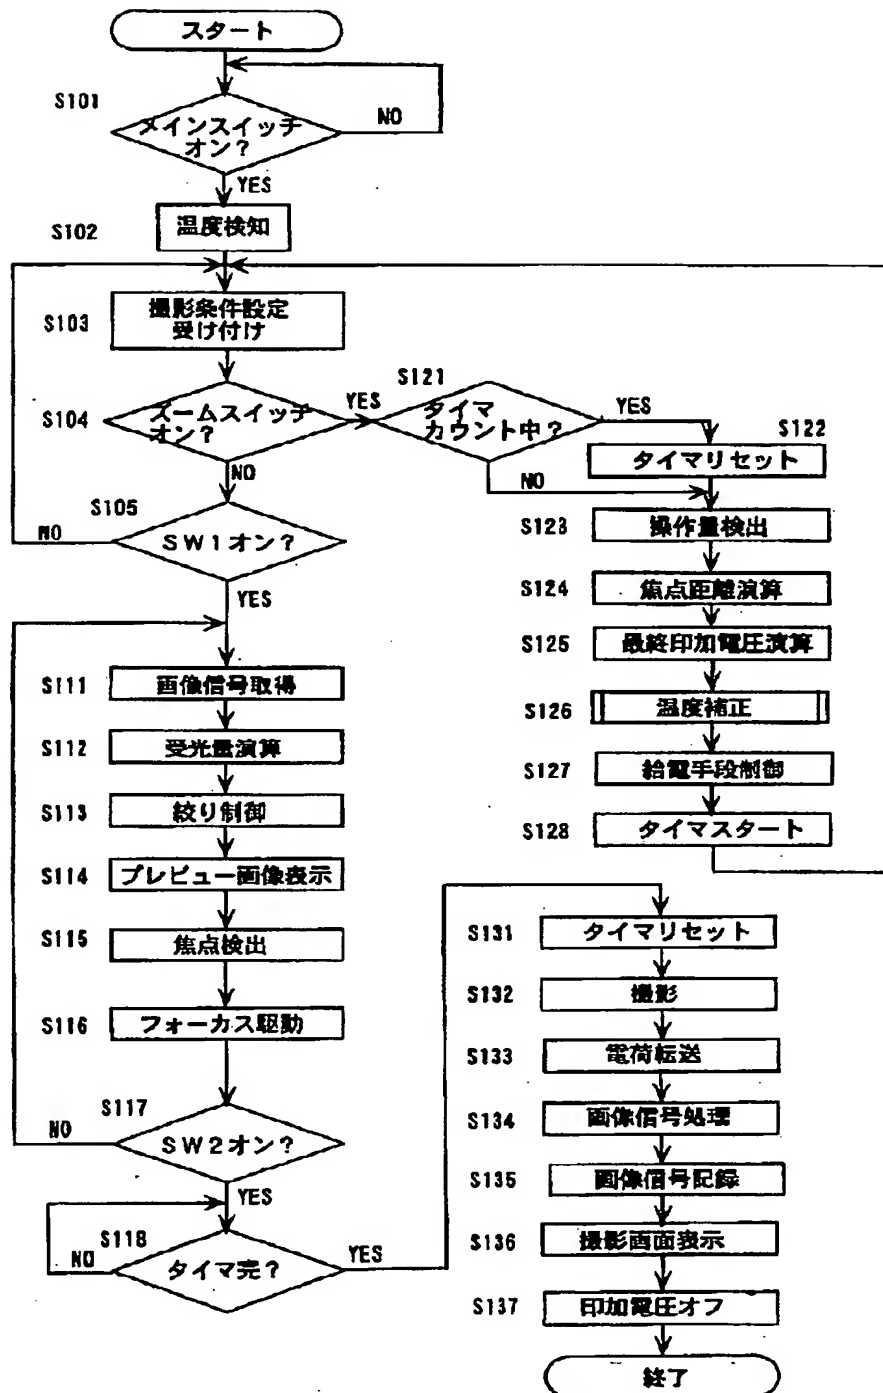 スタート
S101
メインスイッチ
オン？
NO
YES
S102
温度検知
S103
撮影条件設定
受け付け
S104
ズームスイッチ
オン？
YES
NO
S121
タイマ
カウント中？
YES
NO
S122
タイマリセット
S123
操作量検出
S124
焦点距離演算
S125
最終印加電圧演算
S126
温度補正
S127
給電手段制御
S128
タイマスタート
S105
NO
SW1オン？
YES
S111
画像信号取得
S112
受光量演算
S113
絞り制御
S114
プレビュー画像表示
S115
焦点検出
S116
フォーカス駆動
S117
NO
SW2オン？
YES
S118
NO
タイマ完？
YES
S131
タイマリセット
S132
撮影
S133
電荷転送
S134
画像信号処理
S135
画像信号記録
S136
撮影画面表示
S137
印加電圧オフ
終了